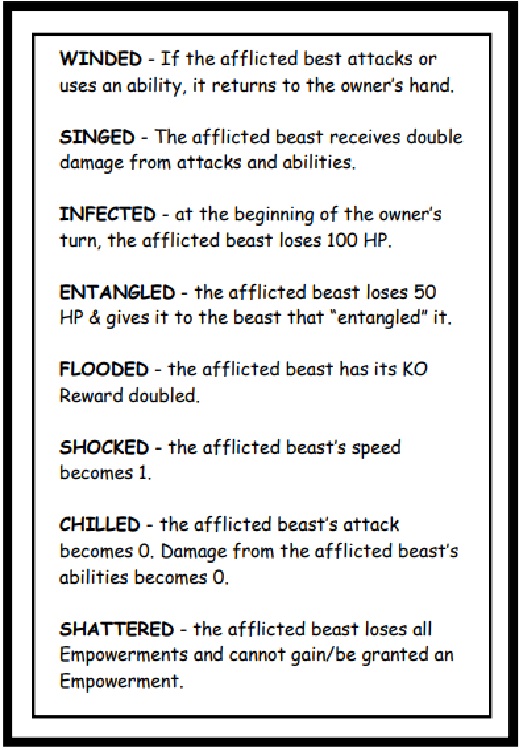 WINDED - If the afflicted best attacks or
uses an ability, it returns to the owner's hand.
SINGED - The afflicted beast receives double
damage from attacks and abilities.
INFECTED - at the beginning of the owner's
turn, the afflicted beast loses 100 HP.
ENTANGLED - the afflicted beast loses 50
HP & gives it to the beast that "entangled" it.
FLOODED - the afflicted beast has its KO
Reward doubled.
SHOCKED - the afflicted beast's speed
becomes 1.
CHILLED - the afflicted beast's attack
becomes 0. Damage from the afflicted beast's
abilities becomes 0.
SHATTERED - the afflicted beast loses all
Empowerments and cannot gain/be granted an
Empowerment.